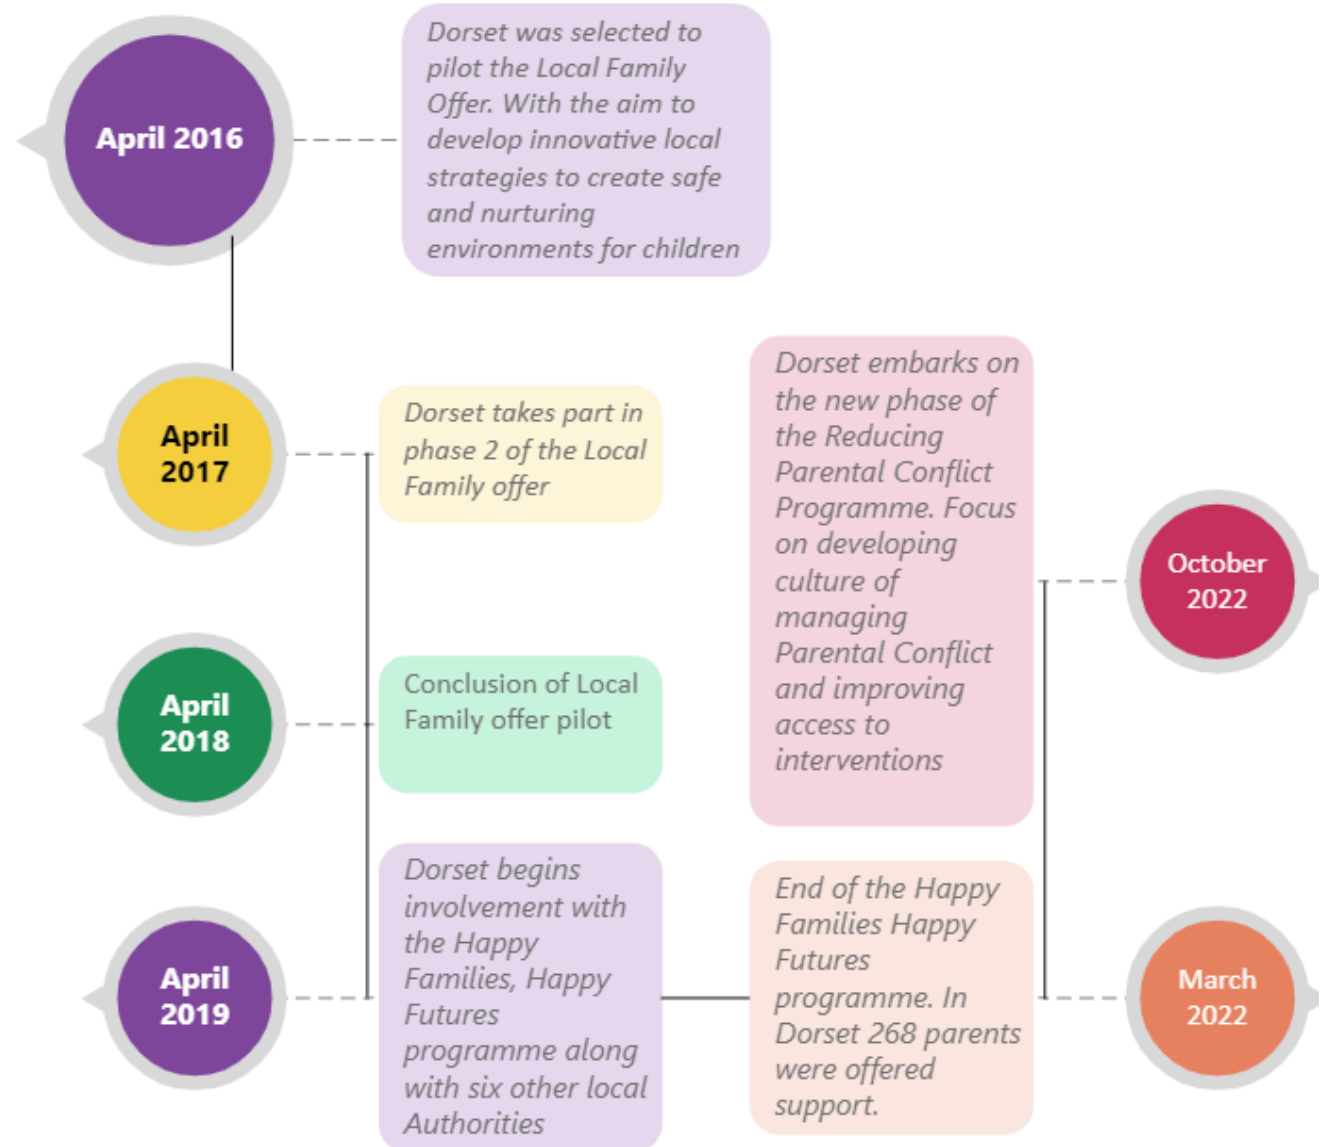 April 2016
Dorset was selected to
pilot the Local Family
Offer. With the aim to
develop innovative local
strategies to create safe
and nurturing
environments for children
April
2017
Dorset takes part in
phase 2 of the Local
Family offer
April
2018
Conclusion of Local
Family offer pilot
April
2019
Dorset begins
involvement with
the Happy
Families, Happy
Futures
programme along
with six other local
Authorities
End of the Happy
Families Happy
Futures
programme. In
Dorset 268 parents
were offered
support.
March
2022
Dorset embarks on
the new phase of
the Reducing
Parental Conflict
Programme. Focus
on developing
culture of
managing
Parental Conflict
and improving
access to
interventions
October
2022